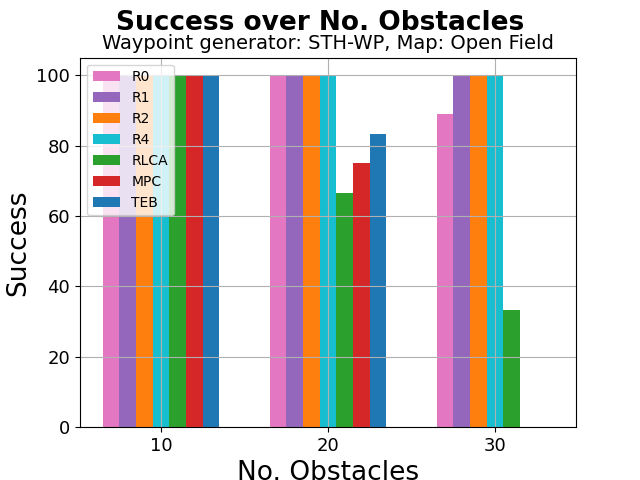 Success over No. Obstacles
Waypoint generator: STH-WP, Map: Open Field
Success
100
80
60
40
20
0
R0
R1
R2
R4
RLCA
MPC
TEB
10
20
30
No. Obstacles